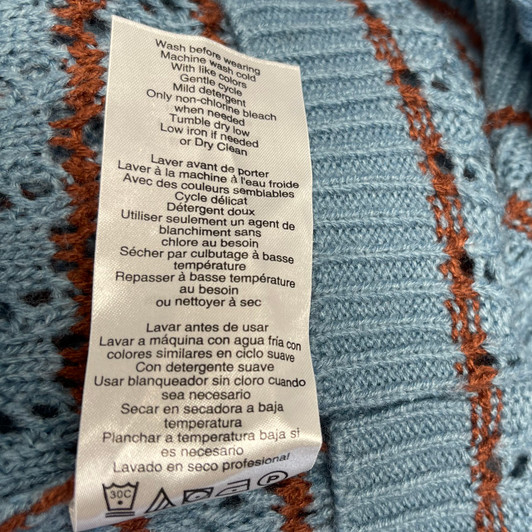 Wash before wearing
Machine wash cold
With like colors
Gentle cycle
Mild detergent
Only non-chlorine bleach
when needed
Tumble dry low
Low iron if needed
or Dry Clean
Laver avant de porter
Laver à la machine à l'eau froide
Avec des couleurs semblables
Cycle délicat
Détergent doux
Utiliser seulement un agent de
blanchiment sans
chlore au besoin
Sécher par culbutage à basse
température
Repasser à basse température
au besoin
ou nettoyer à sec
Lavar antes de usar
Lavar a máquina con agua fría con
colores similares en ciclo suave
Con detergente suave
Usar blanqueador sin cloro cuando
sea necesario
Secar en secadora a baja
temperatura
Planchar a temperatura baja si
es necesario
Lavado en seco profesional
30C
P